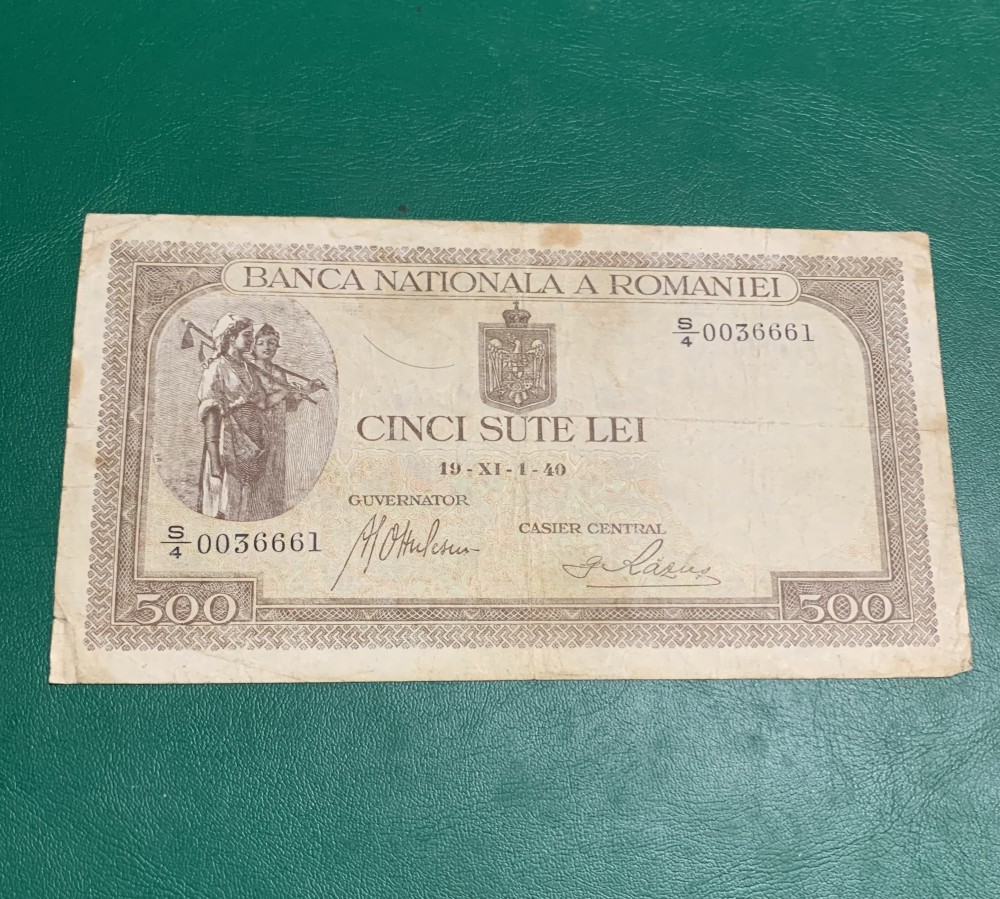 BANCA NATIONALA A ROMANIEI
S/4 0036661
CINCI SUTE LEI
19-XI-1-40
GUVERNATOR
CASIER CENTRAL
S/4 0036661
500 500